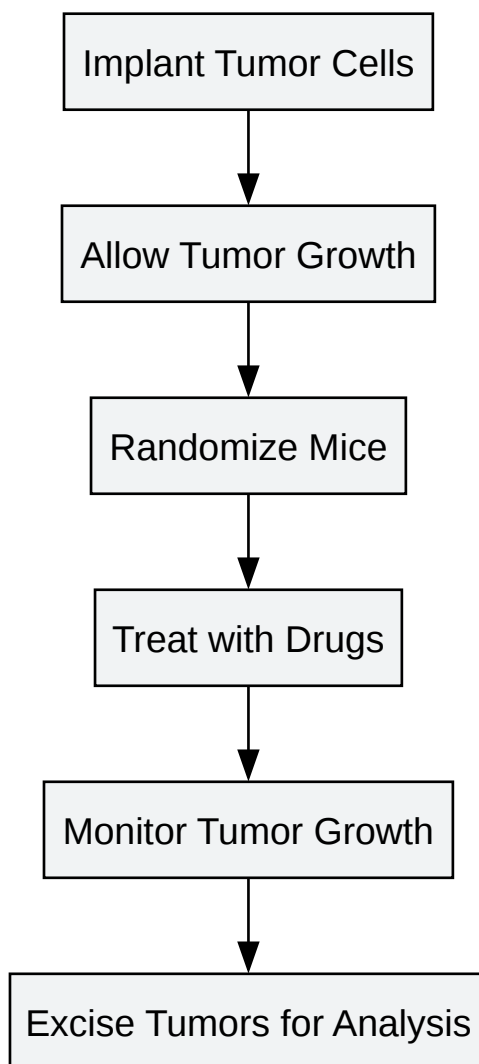 Implant Tumor Cells
Allow Tumor Growth
Randomize Mice
Treat with Drugs
Monitor Tumor Growth
Excise Tumors for Analysis